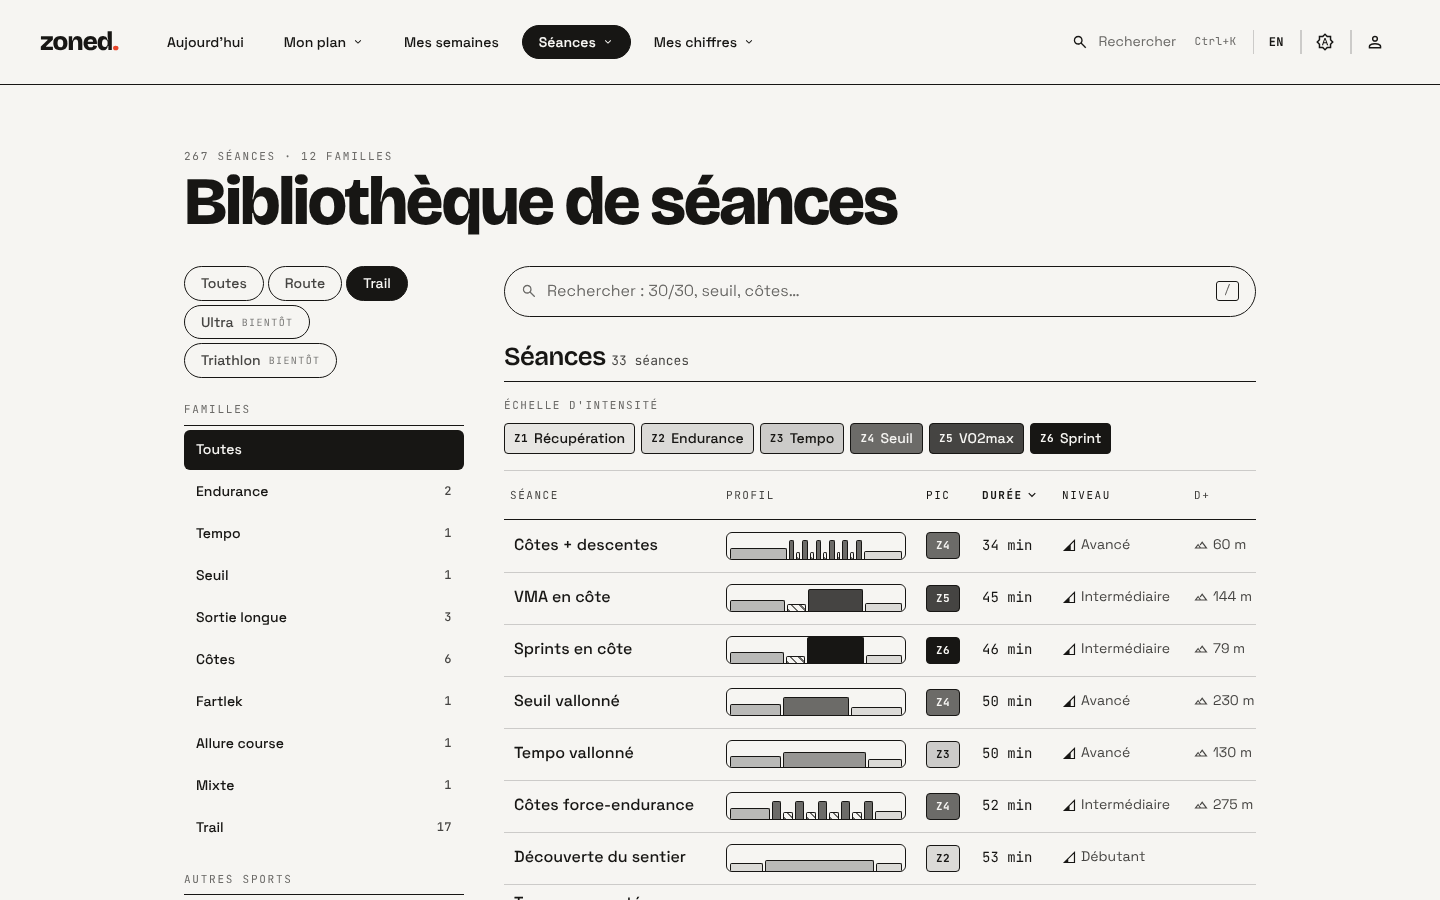 zoned.
Aujourd'hui
Mon plan
Mes semaines
Séances
Mes chiffres
Rechercher Ctrl+K
EN
A
267 SÉANCES · 12 FAMILLES
Bibliothèque de séances
Toutes
Route
Trail
Ultra BIENTÔT
Triathlon BIENTÔT
FAMILLES
Toutes
Endurance 2
Tempo 1
Seuil 1
Sortie longue 3
Côtes 6
Fartlek 1
Allure course 1
Mixte 1
Trail 17
AUTRES SPORTS
Rechercher : 30/30, seuil, côtes... /
Séances 33 séances
ÉCHELLE D'INTENSITÉ
Z1 Récupération
Z2 Endurance
Z3 Tempo
Z4 Seuil
Z5 VO2max
Z6 Sprint
SÉANCE PROFIL PIC DURÉE NIVEAU D+
Côtes + descentes Z4 34 min Avancé 60 m
VMA en côte Z5 45 min Intermédiaire 144 m
Sprints en côte Z6 46 min Intermédiaire 79 m
Seuil vallonné Z4 50 min Avancé 230 m
Tempo vallonné Z3 50 min Avancé 130 m
Côtes force-endurance Z4 52 min Intermédiaire 275 m
Découverte du sentier Z2 53 min Débutant